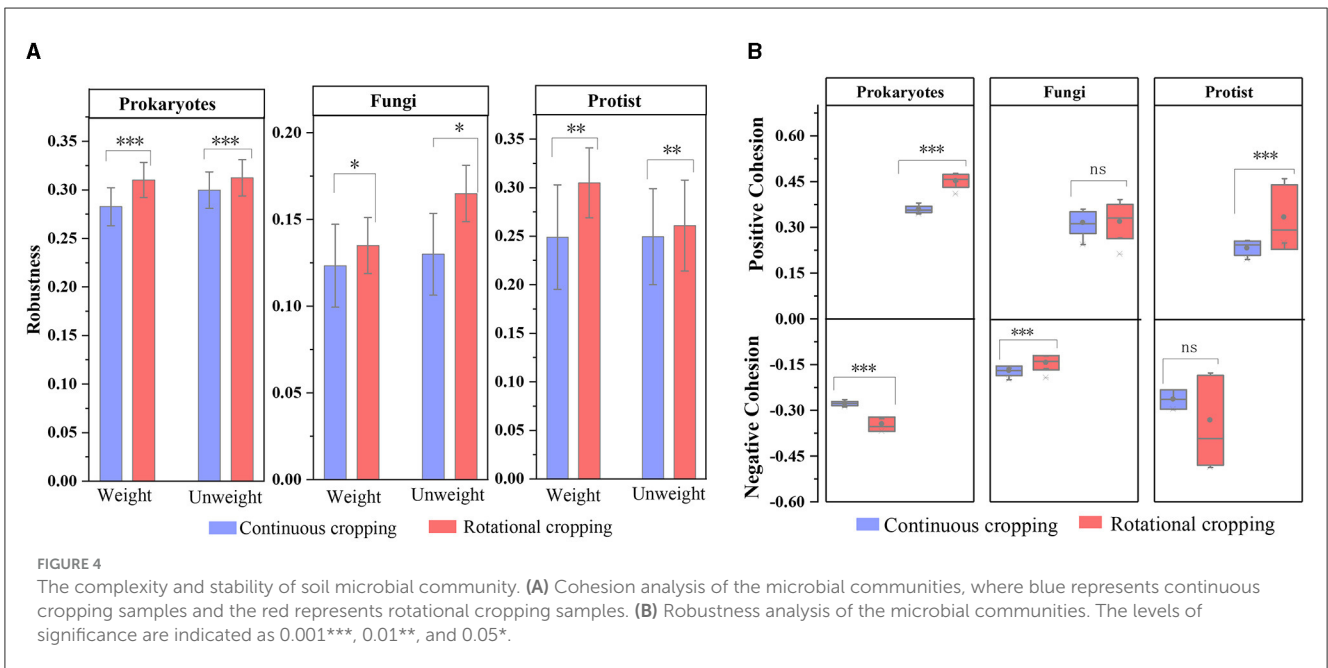 A
Prokaryotes
Fungi
Protist
Robustness
0.35
0.30
0.25
0.20
0.15
0.10
0.05
0.00
***
***
Weight
Unweight
0.20
0.15
0.10
0.05
0.00
*
*
Weight
Unweight
0.35
0.30
0.25
0.20
0.15
0.10
0.05
0.00
**
**
Weight
Unweight
Continuous cropping
Rotational cropping
B
Prokaryotes
Fungi
Protist
Positive Cohesion
0.60
0.45
0.30
0.15
0.00
***
ns
***
Negative Cohesion
-0.15
-0.30
-0.45
-0.60
***
***
ns
Continuous cropping
Rotational cropping
FIGURE 4
The complexity and stability of soil microbial community. (A) Cohesion analysis of the microbial communities, where blue represents continuous
cropping samples and the red represents rotational cropping samples. (B) Robustness analysis of the microbial communities. The levels of
significance are indicated as 0.001***, 0.01**, and 0.05*.